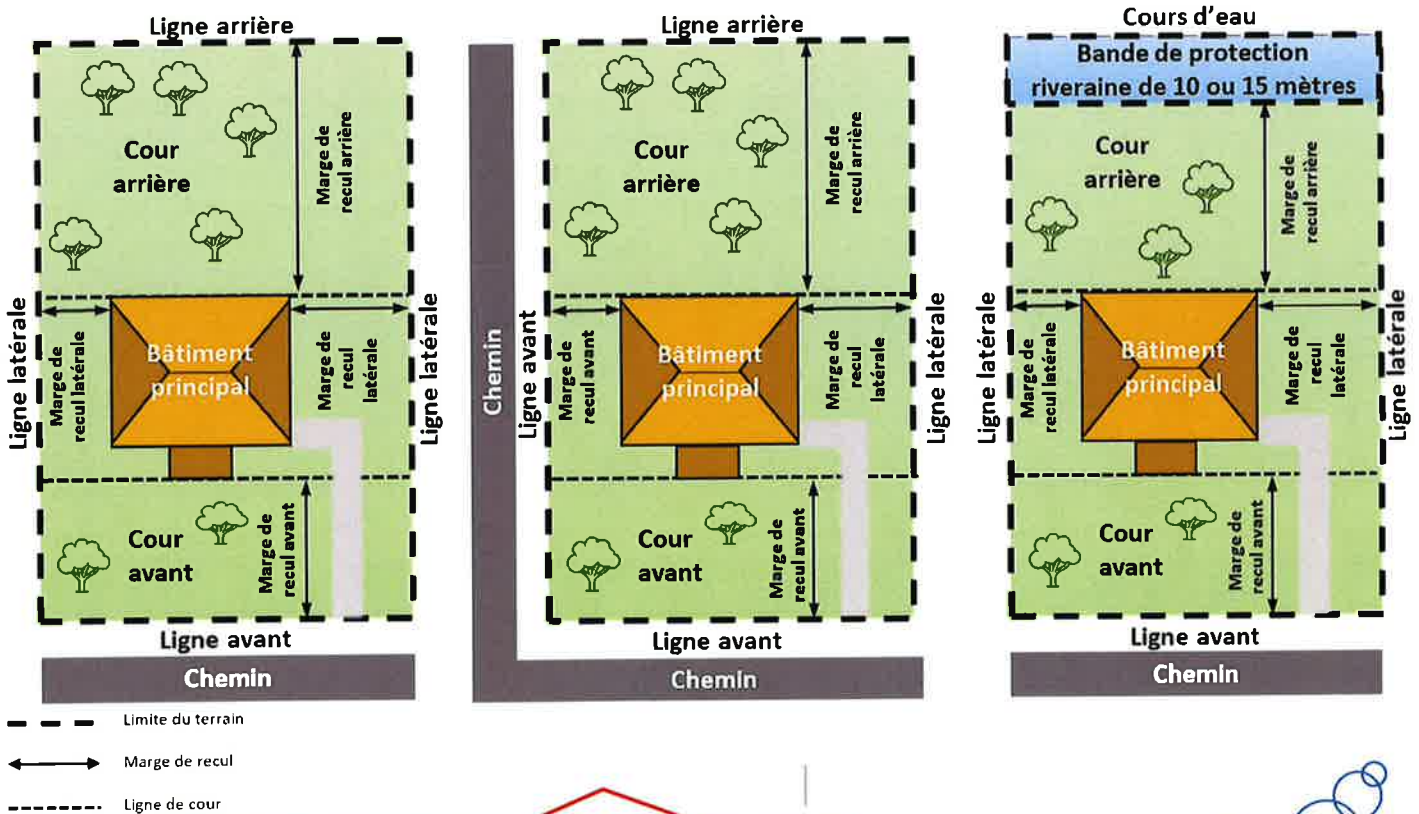 Ligne arrière
Cour
arrière
Marge de
recul arrière
Ligne latérale
Marge de
recul latérale
Bâtiment
principal
Marge de
recul
latérale
Ligne latérale
Cour
avant
Marge de
recul avant
Ligne avant
Chemin
Ligne arrière
Cour
arrière
Marge de
recul arrière
Chemin
Ligne avant
Marge de
recul avant
Bâtiment
principal
Marge de
recul
latérale
Ligne latérale
Cour
avant
Marge de
recul avant
Ligne avant
Chemin
Cours d'eau
Bande de protection
riveraine de 10 ou 15 mètres
Cour
arrière
Marge de
recul arrière
Ligne latérale
Marge de
recul latérale
Bâtiment
principal
Marge de
recul
latérale
Ligne latérale
Cour
avant
Marge de
recul avant
Ligne avant
Chemin
Limite du terrain
Marge de recul
Ligne de cour